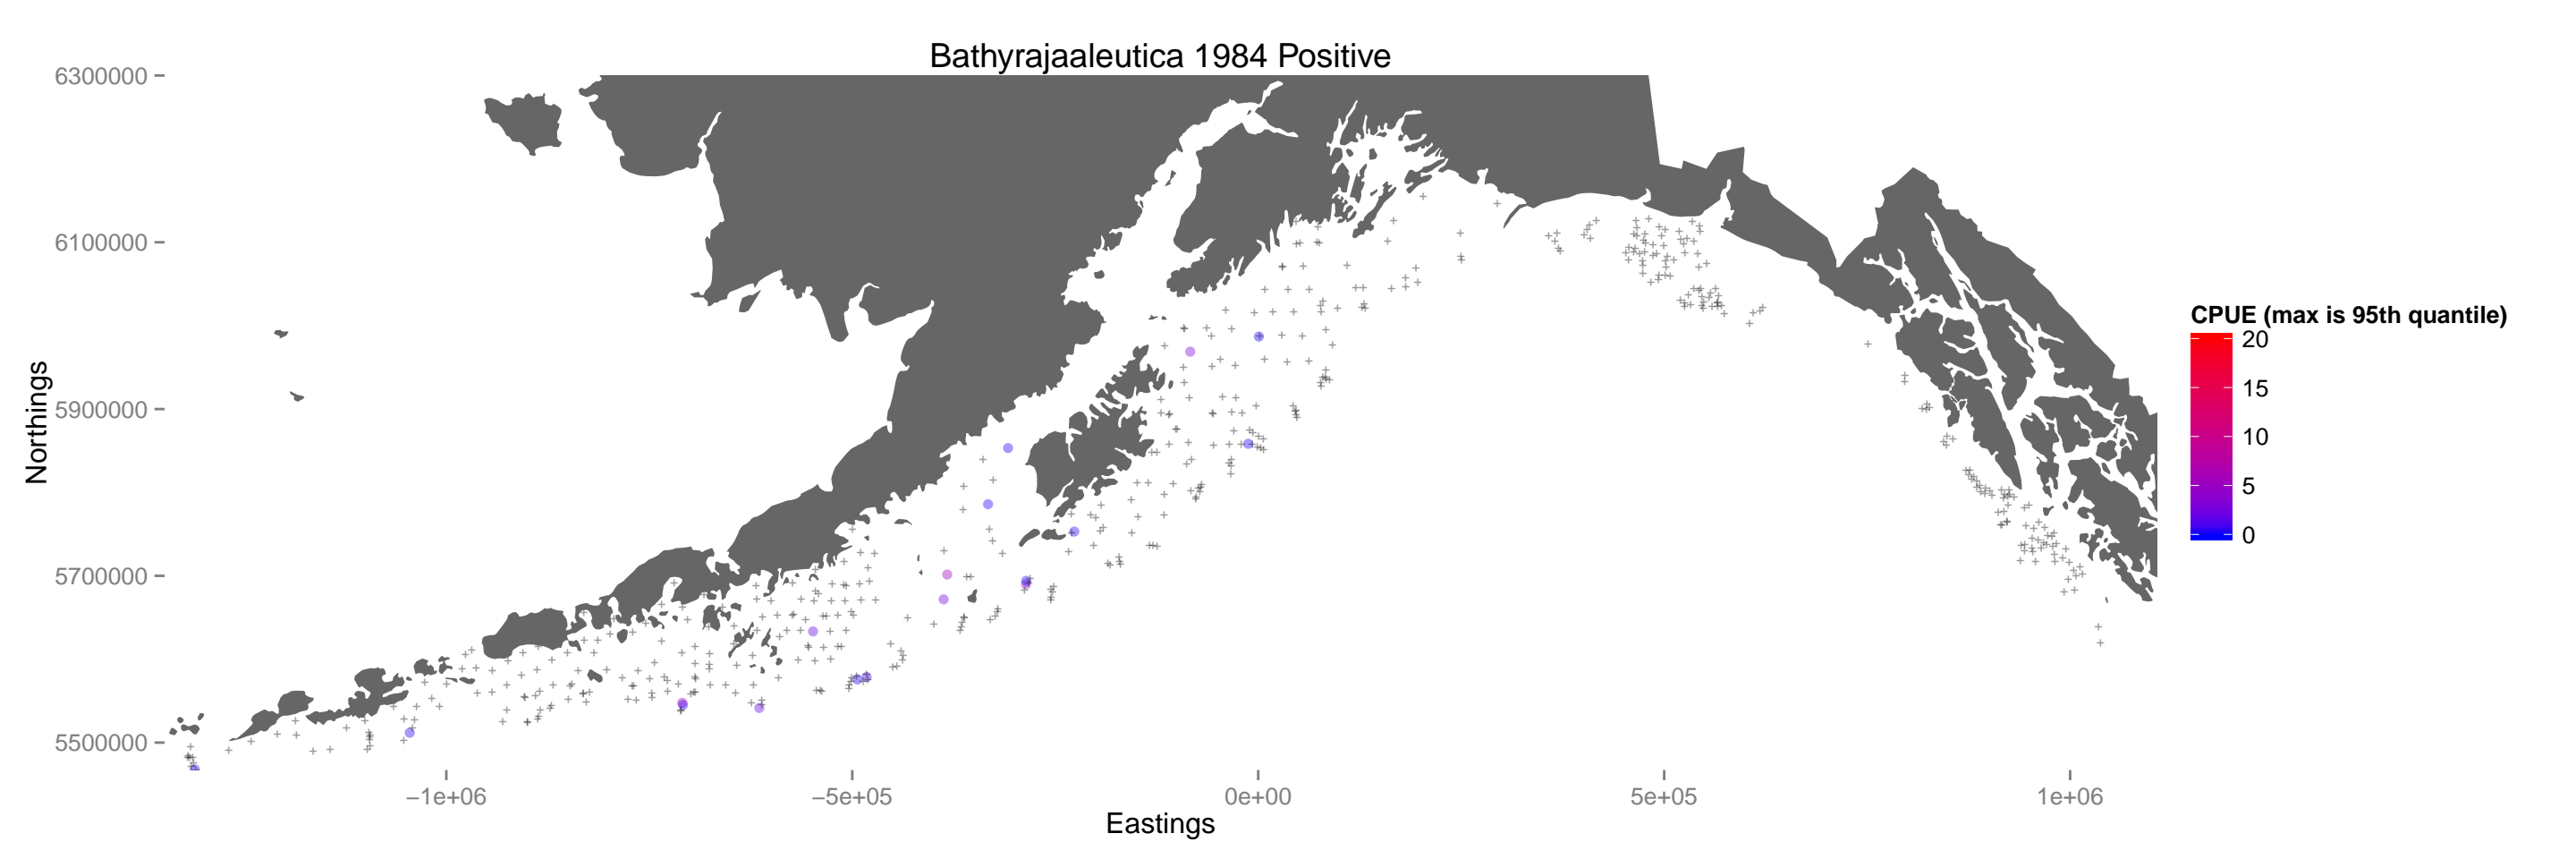 Bathyrajaaleutica 1984 Positive
6300000
6100000
5900000
5700000
5500000
Northings
−1e+06
−5e+05
0e+00
5e+05
1e+06
Eastings
CPUE (max is 95th quantile)
20
15
10
5
0